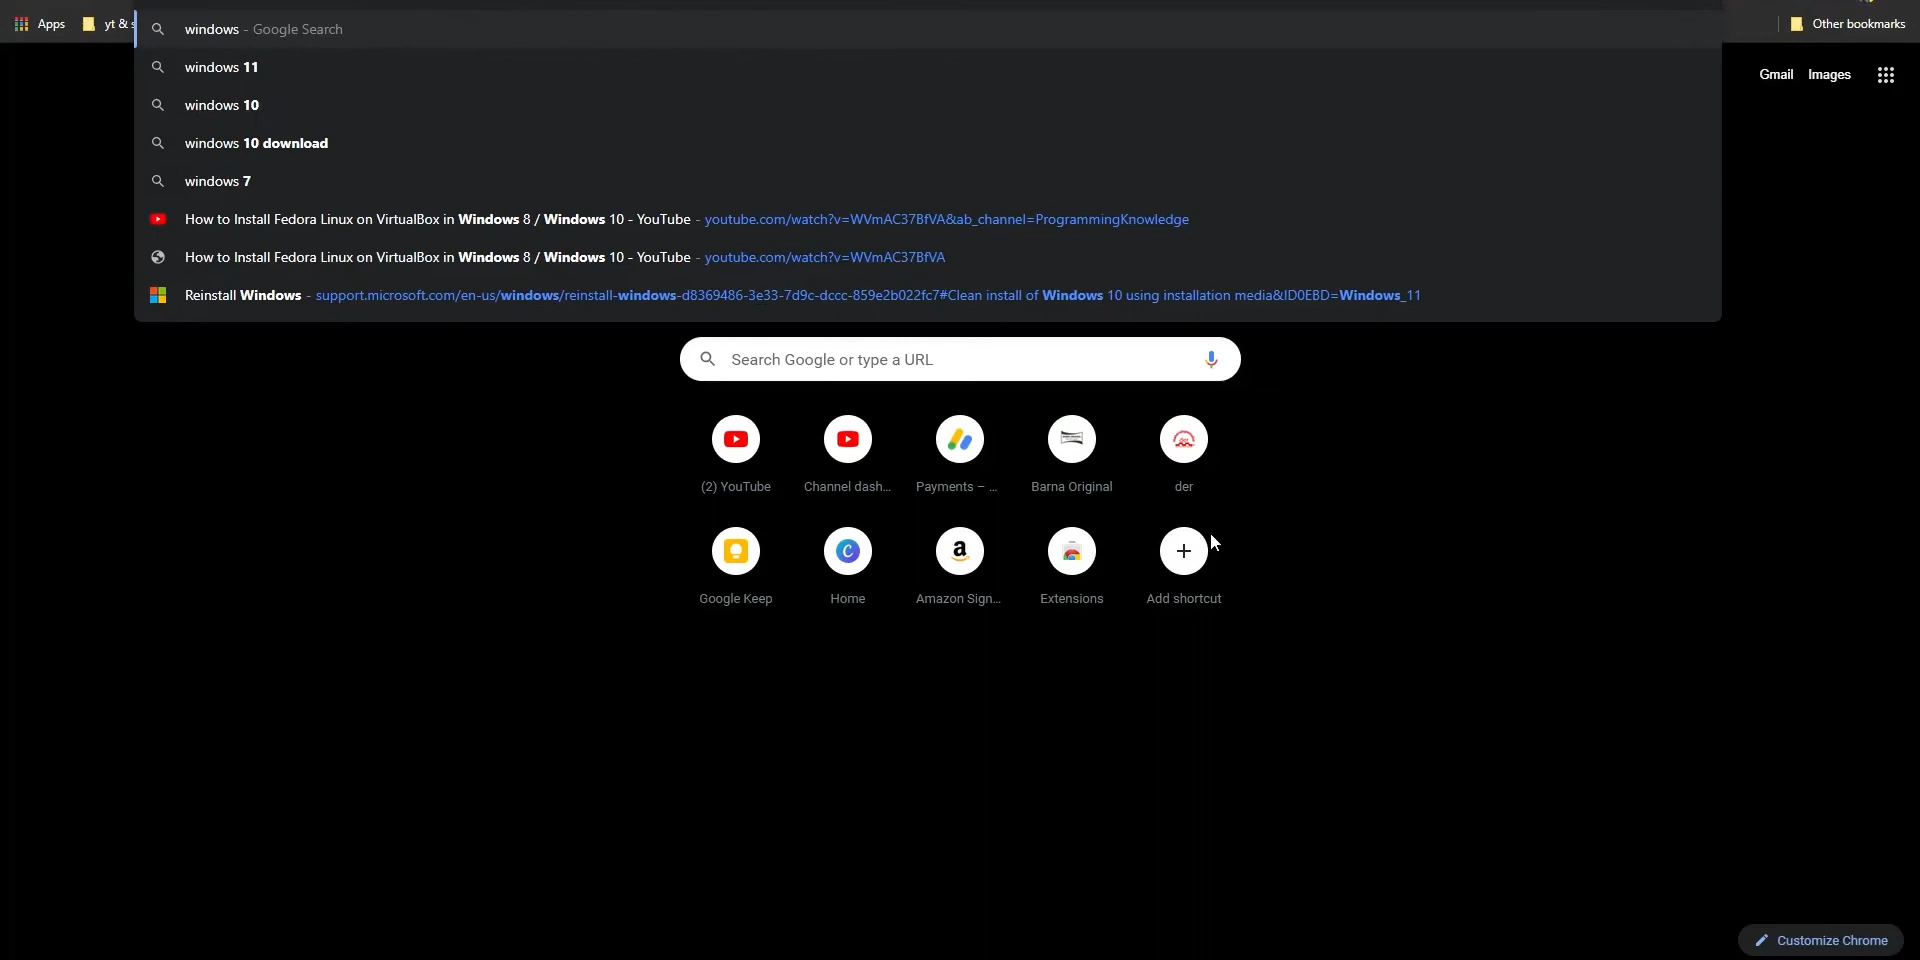 Apps
yt & s
windows - Google Search
Other bookmarks
windows 11
Gmail Images
windows 10
windows 10 download
windows 7
How to Install Fedora Linux on VirtualBox in Windows 8 / Windows 10 - YouTube - youtube.com/watch?v=WVmAC37BfVA&ab_channel=ProgrammingKnowledge
How to Install Fedora Linux on VirtualBox in Windows 8 / Windows 10 - YouTube - youtube.com/watch?v=WVmAC37BfVA
Reinstall Windows - support.microsoft.com/en-us/windows/reinstall-windows-d8369486-3e33-7d9c-dccc-859e2b022fc7#Clean install of Windows 10 using installation media&ID0EBD=Windows_11
Search Google or type a URL
(2) YouTube
Channel dash...
Payments – ...
Barna Original
der
Google Keep
Home
Amazon Sign...
Extensions
Add shortcut
Customize Chrome